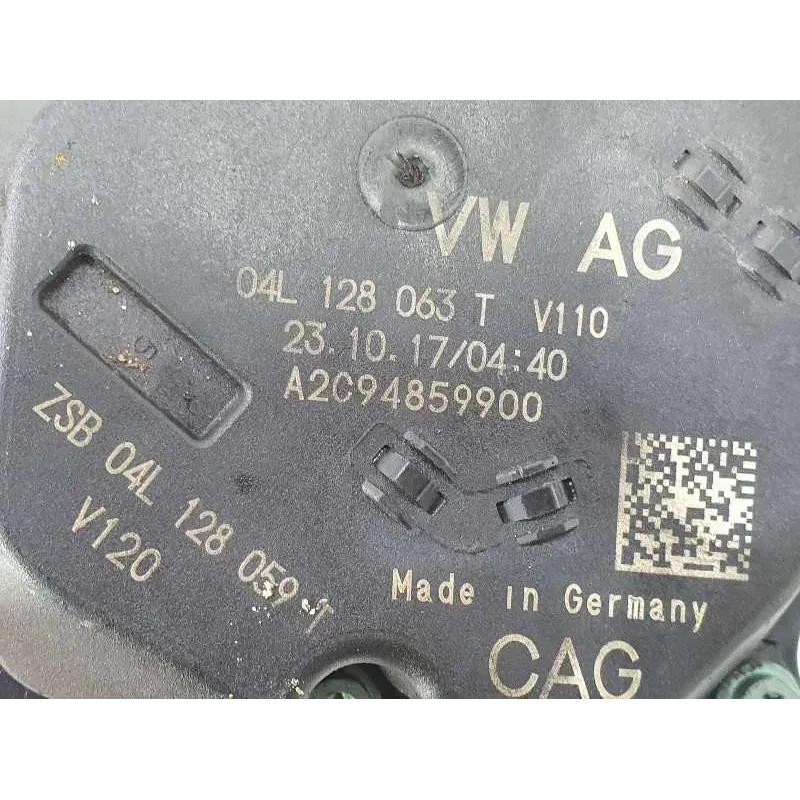 VW AG
04L 128 063 T V110
23.10.17/04:40
A2C94859900
ZSB 04L 128 059 T
V120
Made in Germany
CAG